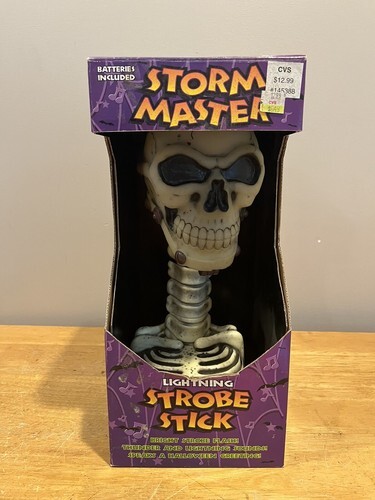 BATTERIES
INCLUDED
STORM
MASTER
CVS
$12.99
#145388
LIGHTNING
STROBE
STICK
BRIGHT STROBE FLASH!
THUNDER AND LIGHTNING SOUNDS!
SPEAKS A HALLOWEEN GREETING!